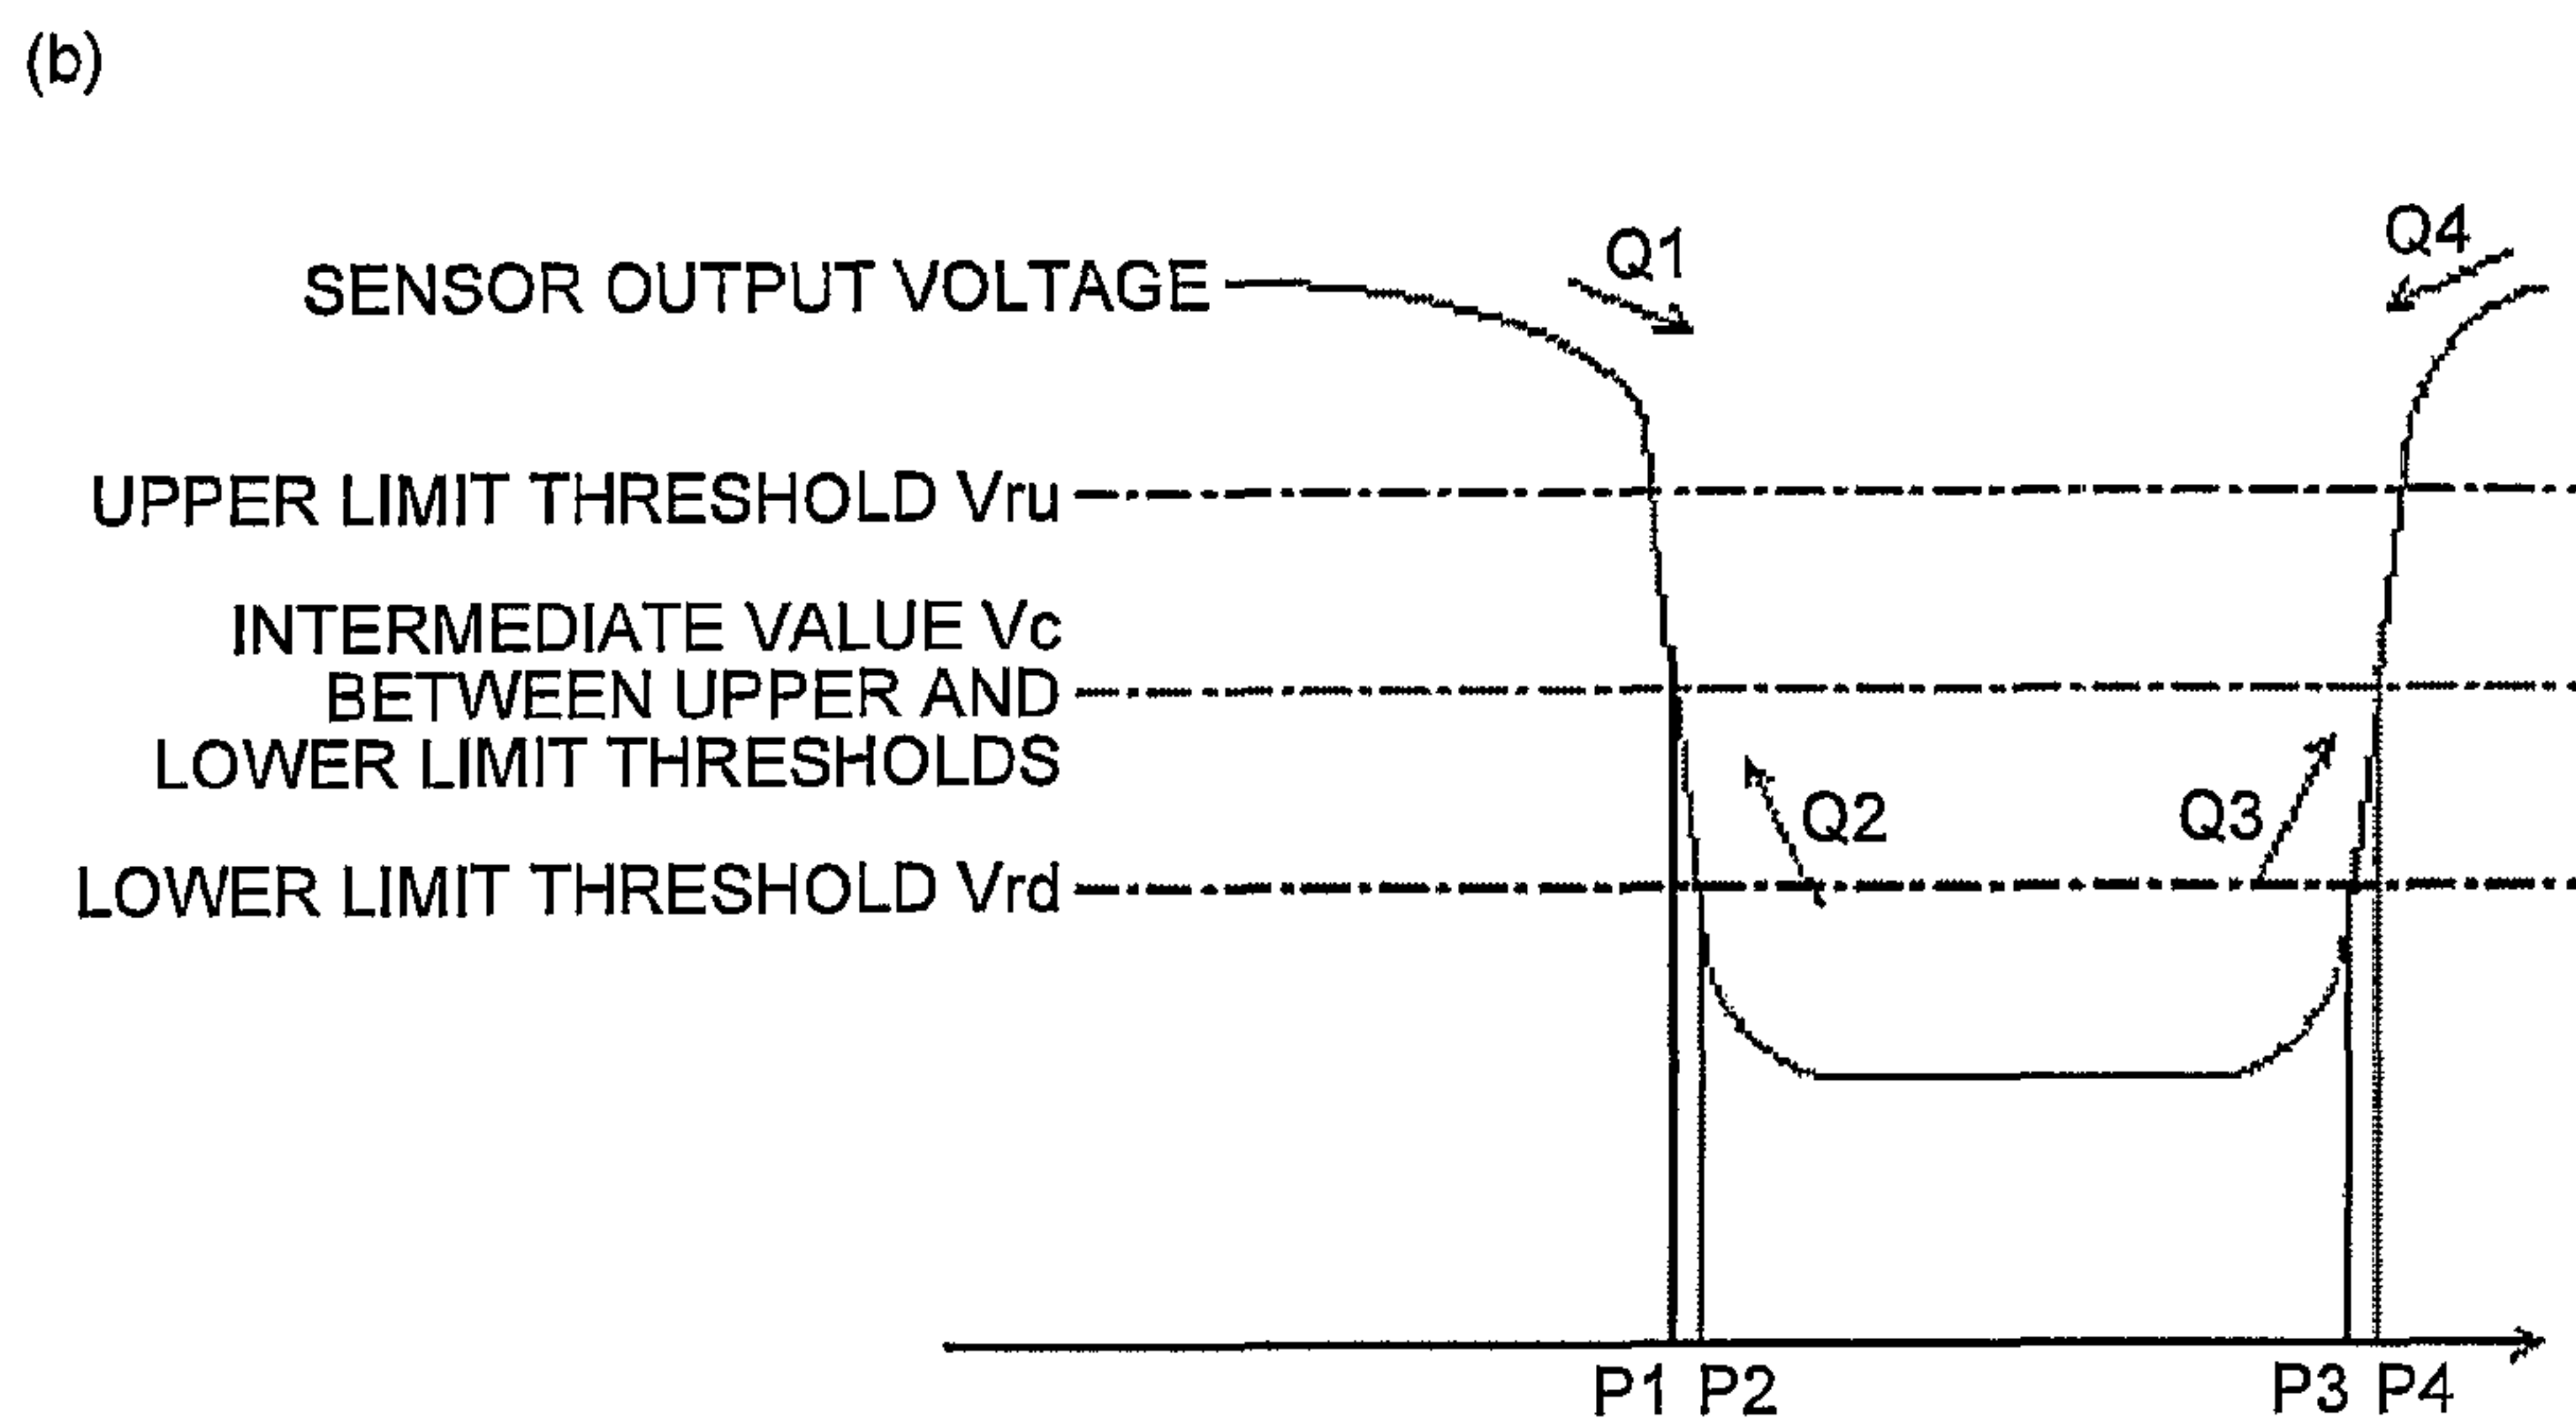 (b)
Q1
Q4
SENSOR OUTPUT VOLTAGE
UPPER LIMIT THRESHOLD Vru
INTERMEDIATE VALUE Vc
BETWEEN UPPER AND
LOWER LIMIT THRESHOLDS
Q2
Q3
LOWER LIMIT THRESHOLD Vrd
P1 P2 P3 P4